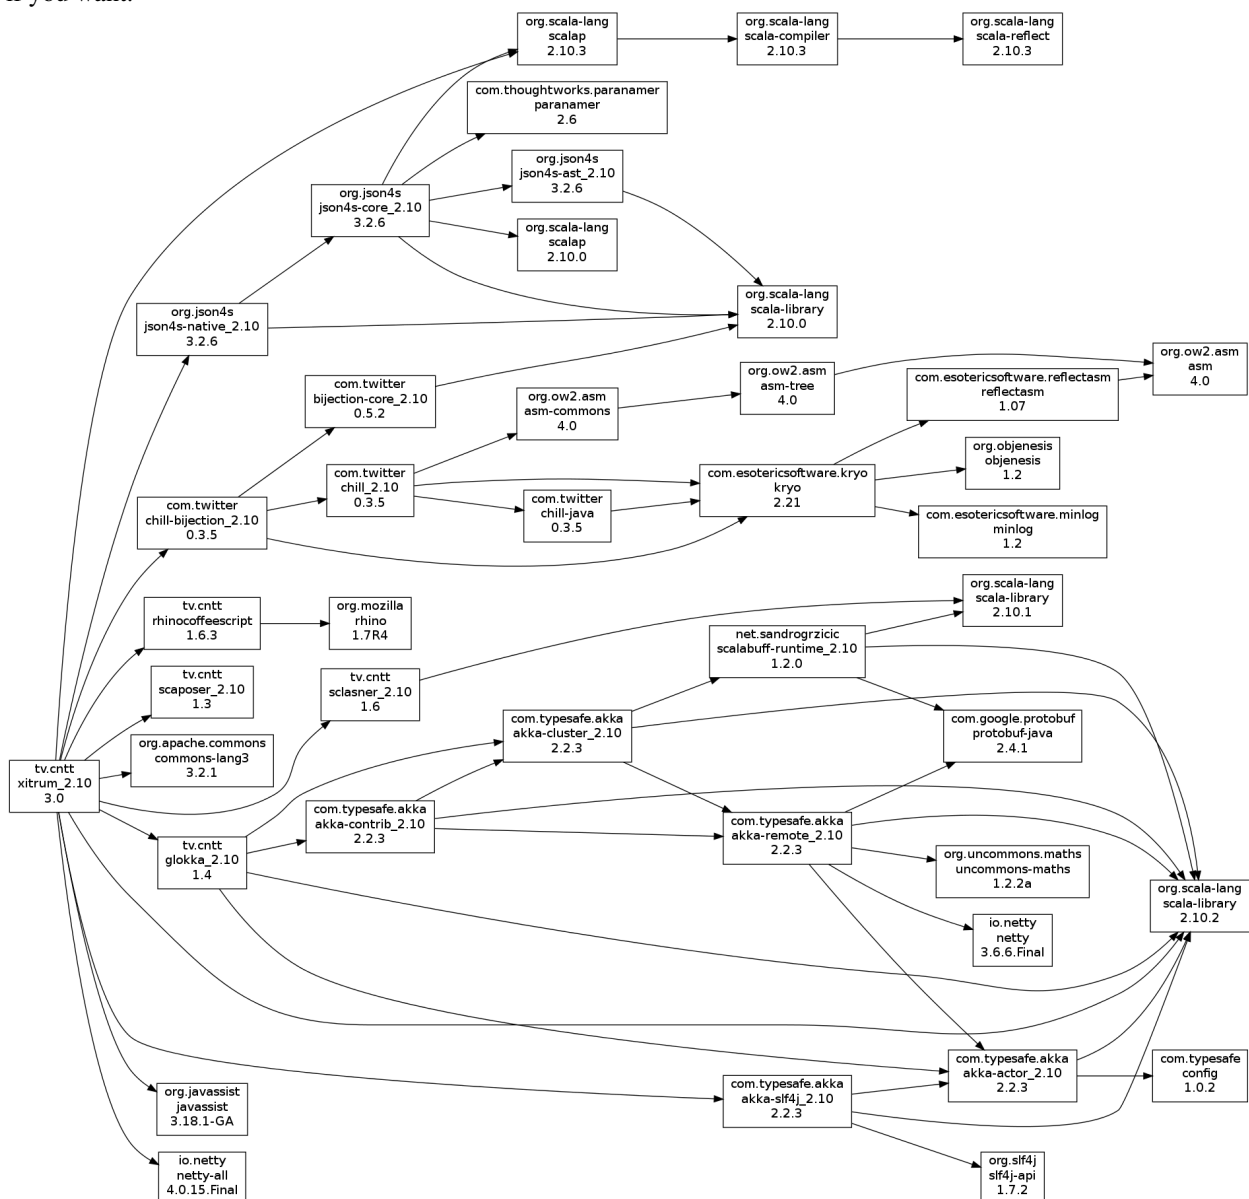 if you want.
org.scala-lang
scalap
2.10.3
org.scala-lang
scala-compiler
2.10.3
org.scala-lang
scala-reflect
2.10.3
com.thoughtworks.paranamer
paranamer
2.6
org.json4s
json4s-ast_2.10
3.2.6
org.json4s
json4s-core_2.10
3.2.6
org.scala-lang
scalap
2.10.0
org.scala-lang
scala-library
2.10.0
org.json4s
json4s-native_2.10
3.2.6
org.ow2.asm
asm
4.0
org.ow2.asm
asm-tree
4.0
com.esotericsoftware.reflectasm
reflectasm
1.07
com.twitter
bijection-core_2.10
0.5.2
org.ow2.asm
asm-commons
4.0
org.objenesis
objenesis
1.2
com.twitter
chill_2.10
0.3.5
com.esotericsoftware.kryo
kryo
2.21
com.twitter
chill-java
0.3.5
com.twitter
chill-bijection_2.10
0.3.5
com.esotericsoftware.minlog
minlog
1.2
org.scala-lang
scala-library
2.10.1
tv.cntt
rhinocoffeescript
1.6.3
org.mozilla
rhino
1.7R4
net.sandrogrzicic
scalabuff-runtime_2.10
1.2.0
tv.cntt
scaposer_2.10
1.3
tv.cntt
sclasner_2.10
1.6
com.typesafe.akka
akka-cluster_2.10
2.2.3
com.google.protobuf
protobuf-java
2.4.1
org.apache.commons
commons-lang3
3.2.1
tv.cntt
xitrum_2.10
3.0
com.typesafe.akka
akka-contrib_2.10
2.2.3
com.typesafe.akka
akka-remote_2.10
2.2.3
tv.cntt
glokka_2.10
1.4
org.uncommons.maths
uncommons-maths
1.2.2a
org.scala-lang
scala-library
2.10.2
io.netty
netty
3.6.6.Final
com.typesafe.akka
akka-actor_2.10
2.2.3
com.typesafe
config
1.0.2
com.typesafe.akka
akka-slf4j_2.10
2.2.3
org.javassist
javassist
3.18.1-GA
io.netty
netty-all
4.0.15.Final
org.slf4j
slf4j-api
1.7.2